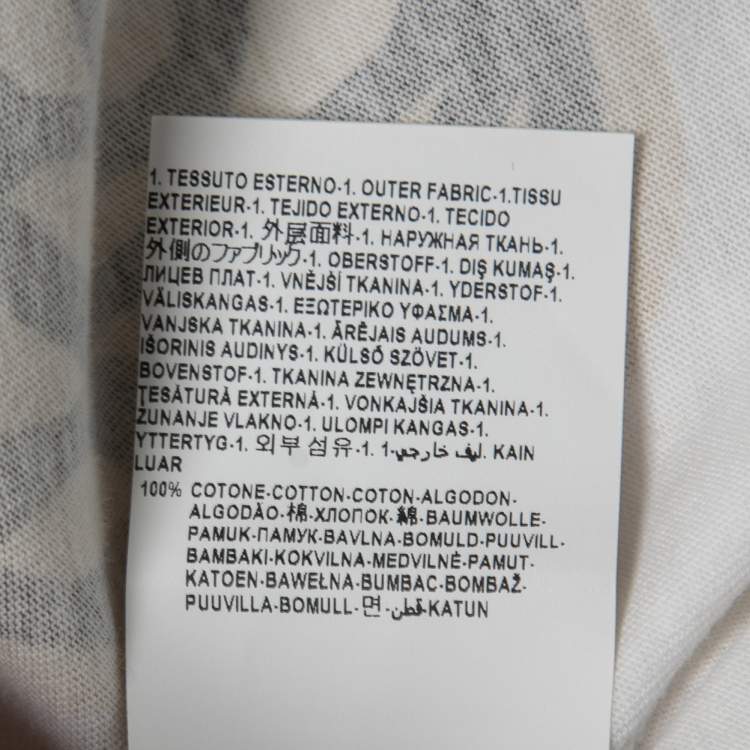 1. TESSUTO ESTERNO-1. OUTER FABRIC-1.TISSU
EXTERIEUR-1. TEJIDO EXTERNO-1. TECIDO
EXTERIOR-1. 外层面料-1. НАРУЖНАЯ ТКАНЬ-1.
外側のファブリック-1. OBERSTOFF-1. DIŞ KUMAŞ-1.
ЛИЦЕВ ПЛАТ-1. VNĚJŠÍ TKANINA-1. YDERSTOF-1.
VÄLISKANGAS-1. ΕΞΩΤΕΡΙΚΟ ΥΦΑΣΜΑ-1.
VANJSKA TKANINA-1. ĀRĒJAIS AUDUMS-1.
IŠORINIS AUDINYS-1. KÜLSŐ SZÖVET-1.
BOVENSTOF-1. TKANINA ZEWNĘTRZNA-1.
ŢESĂTURĂ EXTERNĂ-1. VONKAJŠIA TKANINA-1.
ZUNANJE VLAKNO-1. ULOMPI KANGAS-1.
YTTERTYG-1. 외부 섬유-1. ليف خارجي-1. KAIN
LUAR
100% COTONE-COTTON-COTON-ALGODON-
ALGODÃO-棉-ХЛОПОК-綿-BAUMWOLLE-
PAMUK-ПАМУК-BAVLNA-BOMULD-PUUVILL-
BAMBAKI-KOKVILNA-MEDVILNĖ-PAMUT-
KATOEN-BAWEŁNA-BUMBAC-BOMBAŽ-
PUUVILLA-BOMULL-면-قطن-KATUN